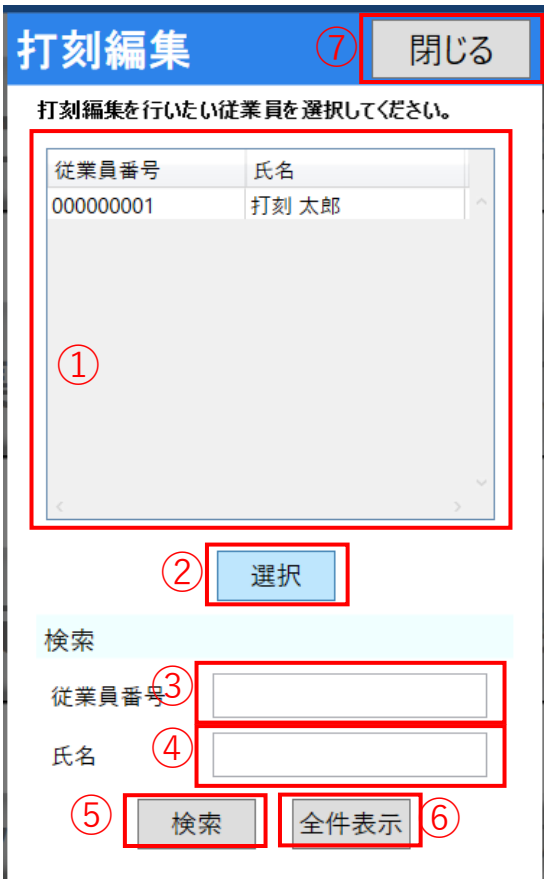 打刻編集 ⑦ 閉じる
打刻編集を行いたい従業員を選択してください。
従業員番号 氏名
000000001 打刻 太郎
①
② 選択
検索
従業員番号 ③
氏名 ④
⑤ 検索 全件表示 ⑥